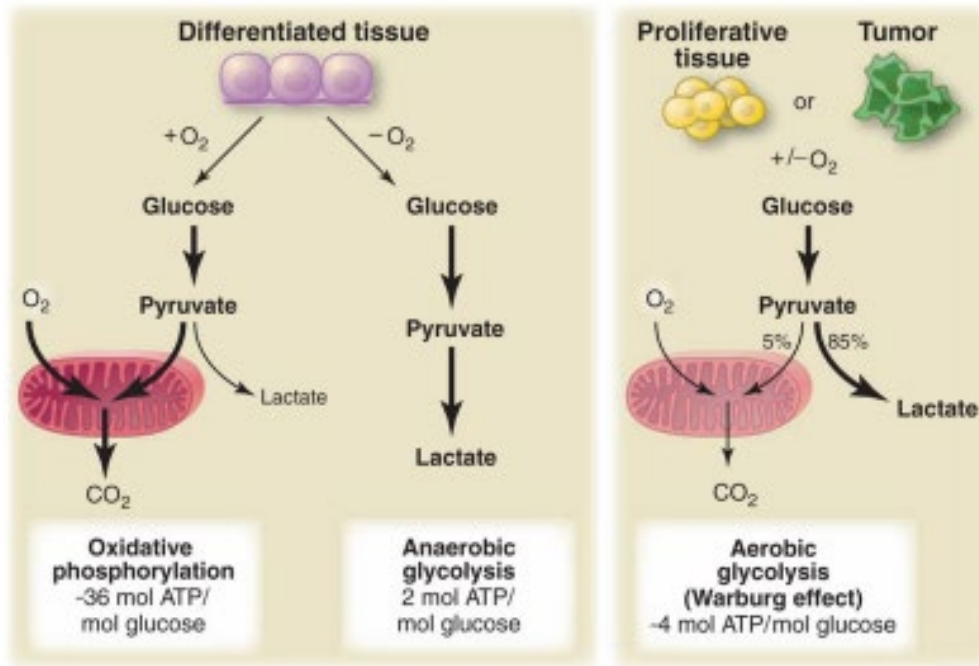 Differentiated tissue
+O₂
−O₂
Glucose
Glucose
O₂
Pyruvate
Pyruvate
Lactate
Lactate
CO₂
Oxidative
phosphorylation
-36 mol ATP/
mol glucose
Anaerobic
glycolysis
2 mol ATP/
mol glucose
Proliferative
tissue
or
Tumor
+/−O₂
Glucose
O₂
Pyruvate
5%
85%
Lactate
CO₂
Aerobic
glycolysis
(Warburg effect)
-4 mol ATP/mol glucose